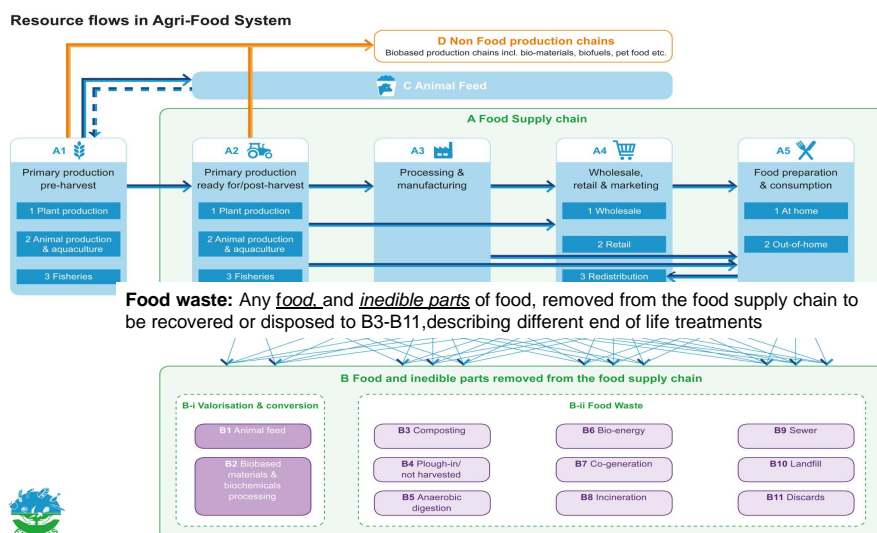 Resource flows in Agri-Food System
D Non Food production chains
Biobased production chains incl. bio-materials, biofuels, pet food etc.
C Animal Feed
A Food Supply chain
A1
Primary production
pre-harvest
1 Plant production
2 Animal production
& aquaculture
3 Fisheries
A2
Primary production
ready for/post-harvest
1 Plant production
2 Animal production
& aquaculture
3 Fisheries
A3
Processing &
manufacturing
A4
Wholesale,
retail & marketing
1 Wholesale
2 Retail
3 Redistribution
A5
Food preparation
& consumption
1 At home
2 Out-of-home
Food waste: Any food, and inedible parts of food, removed from the food supply chain to
be recovered or disposed to B3-B11,describing different end of life treatments
B Food and inedible parts removed from the food supply chain
B-i Valorisation & conversion
B1 Animal feed
B2 Biobased
materials &
biochemicals
processing
B-ii Food Waste
B3 Composting
B4 Plough-in/
not harvested
B5 Anaerobic
digestion
B6 Bio-energy
B7 Co-generation
B8 Incineration
B9 Sewer
B10 Landfill
B11 Discards